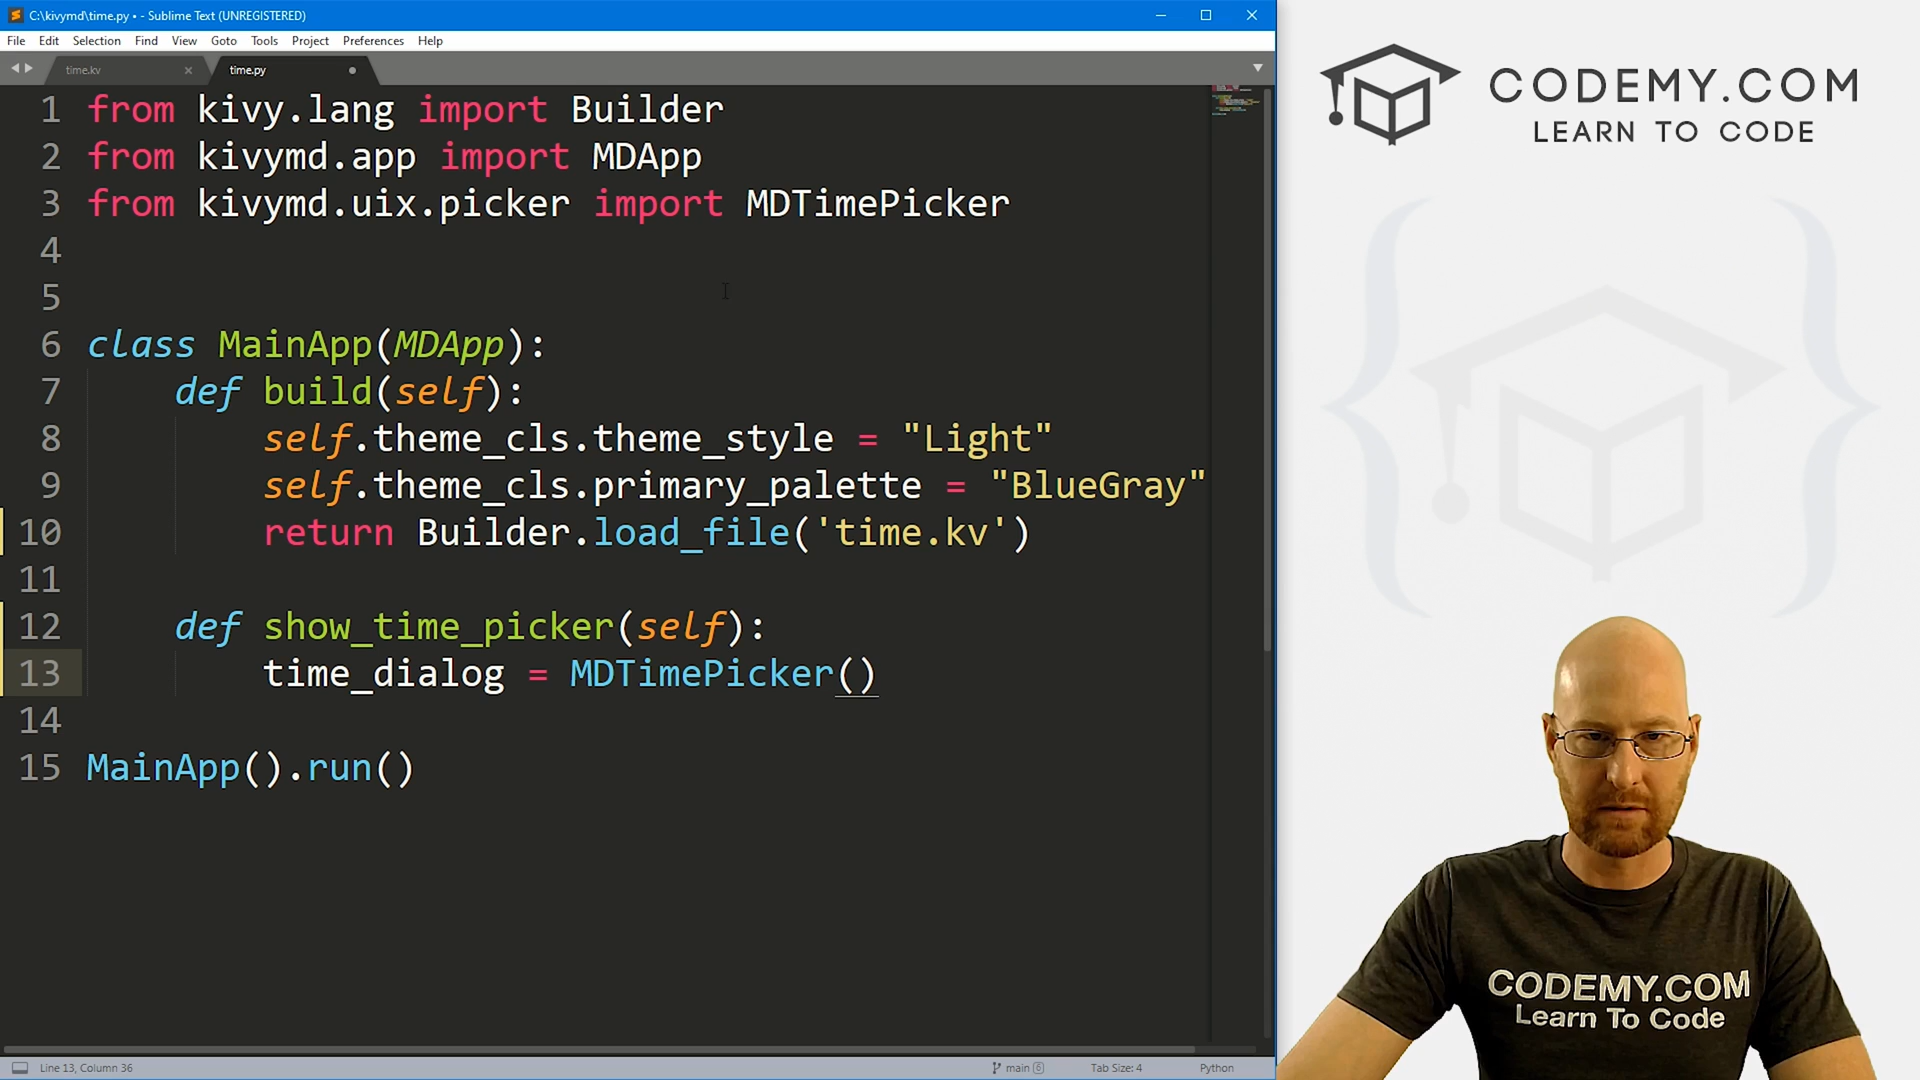 C:\kivymd\time.py • - Sublime Text (UNREGISTERED)
File Edit Selection Find View Goto Tools Project Preferences Help
time.kv time.py
1 from kivy.lang import Builder
2 from kivymd.app import MDApp
3 from kivymd.uix.picker import MDTimePicker
4
5
6 class MainApp(MDApp):
7 def build(self):
8 self.theme_cls.theme_style = "Light"
9 self.theme_cls.primary_palette = "BlueGray"
10 return Builder.load_file('time.kv')
11
12 def show_time_picker(self):
13 time_dialog = MDTimePicker()
14
15 MainApp().run()
Line 13, Column 36 main 6 Tab Size: 4 Python
CODEMY.COM
LEARN TO CODE
CODEMY.COM
Learn To Code